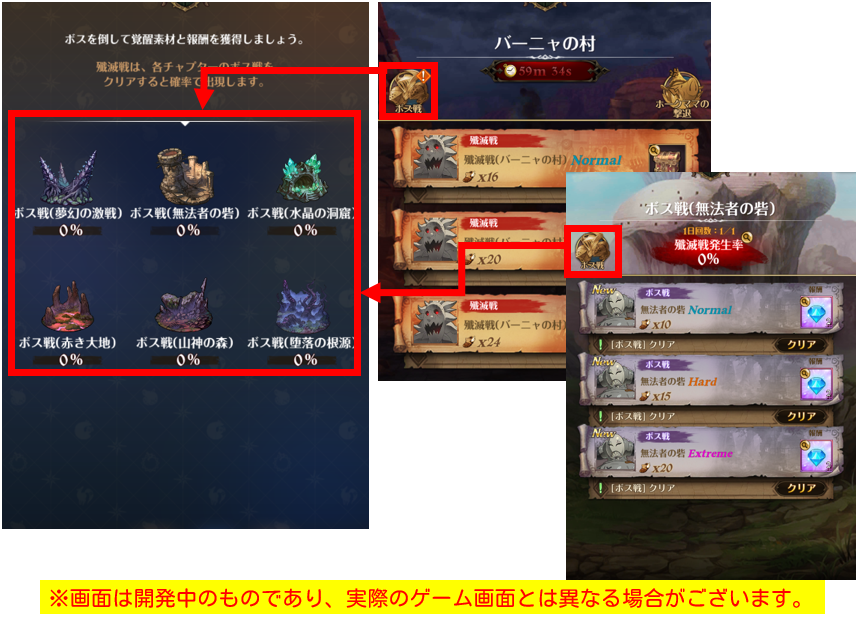 ボスを倒して覚醒素材と報酬を獲得しましょう。
殲滅戦は、各チャプターのボス戦を
クリアすると確率で出現します。
ボス戦(夢幻の激戦)
0%
ボス戦(無法者の砦)
0%
ボス戦(水晶の洞窟)
0%
ボス戦(赤き大地)
0%
ボス戦(山神の森)
0%
ボス戦(堕落の根源)
0%
バーニャの村
59m 34s
ボス戦
ホークママの
撃退
殲滅戦
殲滅戦(バーニャの村) Normal
x16
殲滅戦
殲滅戦(バーニャの村)
x20
殲滅戦
殲滅戦(バーニャの村)
x24
ボス戦(無法者の砦)
1日回数:1/1
殲滅戦発生率
0%
ボス戦
New
ボス戦
報酬
無法者の砦 Normal
x10
[ボス戦] クリア
クリア
New
ボス戦
報酬
無法者の砦 Hard
x15
[ボス戦] クリア
クリア
New
ボス戦
報酬
無法者の砦 Extreme
x20
[ボス戦] クリア
クリア
※画面は開発中のものであり、実際のゲーム画面とは異なる場合がございます。